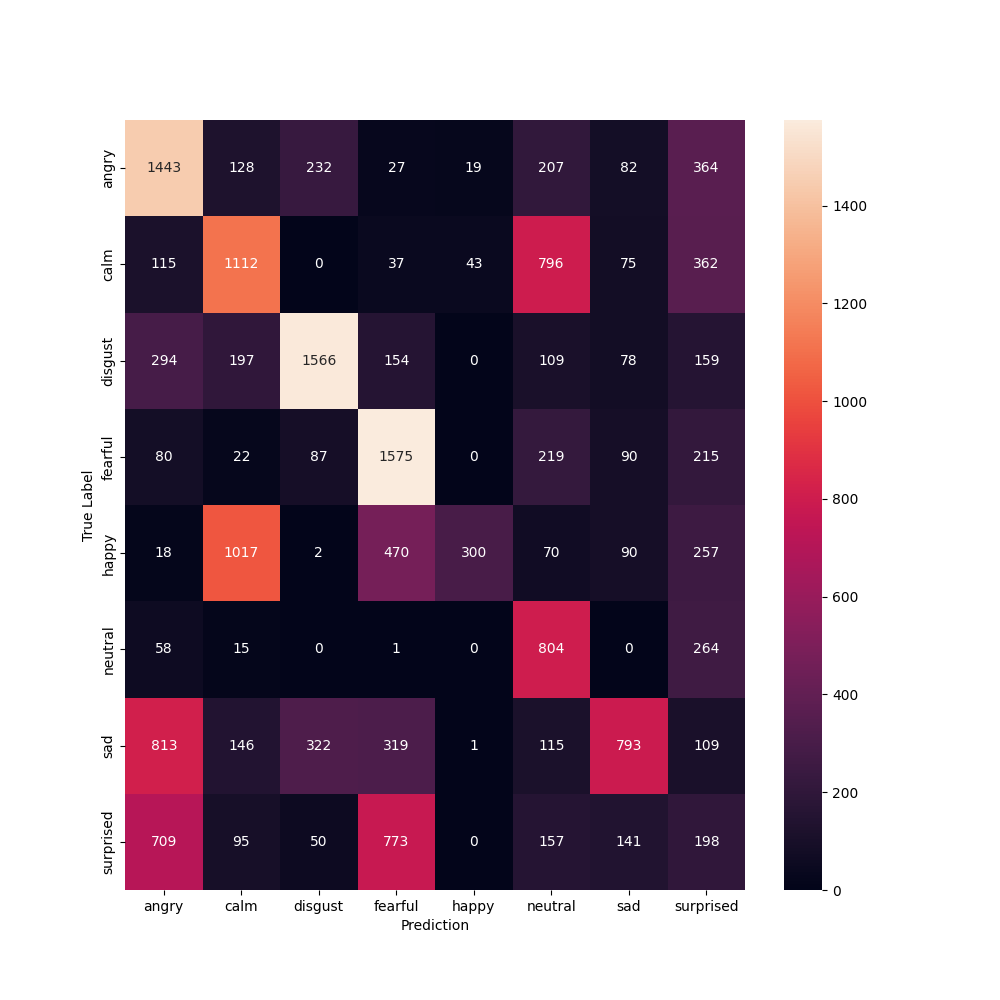 angry 1443 128 232 27 19 207 82 364
calm 115 1112 0 37 43 796 75 362
disgust 294 197 1566 154 0 109 78 159
fearful 80 22 87 1575 0 219 90 215
happy 18 1017 2 470 300 70 90 257
neutral 58 15 0 1 0 804 0 264
sad 813 146 322 319 1 115 793 109
surprised 709 95 50 773 0 157 141 198
True Label
angry calm disgust fearful happy neutral sad surprised
Prediction
1400
1200
1000
800
600
400
200
0